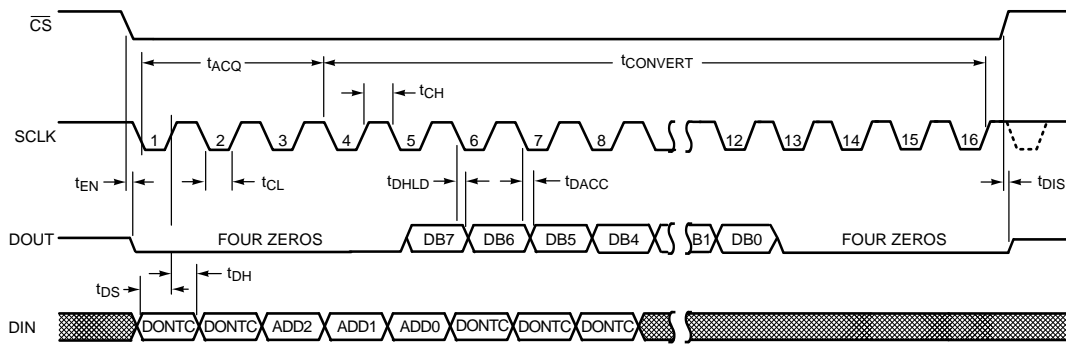 CS
tACQ
tCONVERT
tCH
SCLK
1 2 3 4 5 6 7 8 12 13 14 15 16
tEN
tCL
tDHLD
tDACC
tDIS
DOUT
FOUR ZEROS
DB7 DB6 DB5 DB4 B1 DB0
FOUR ZEROS
tDH
tDS
DIN
DONTC DONTC ADD2 ADD1 ADD0 DONTC DONTC DONTC